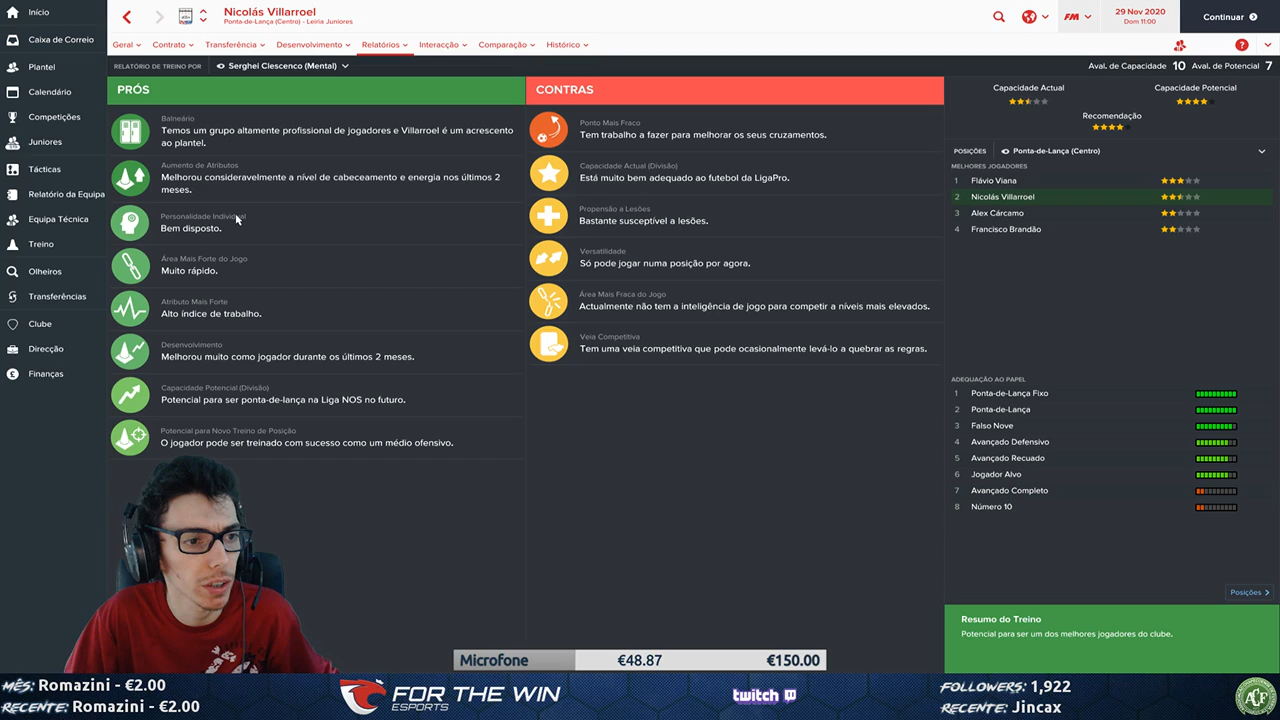 Início
Caixa de Correio
Plantel
Calendário
Competições
Juniores
Tácticas
Relatório da Equipa
Equipa Técnica
Treino
Olheiros
Transferências
Clube
Direcção
Finanças
Nicolás Villarroel
Ponta-de-Lança (Centro) - Leiria Juniores
FM
29 Nov 2020
Dom 11:00
Continuar
Geral
Contrato
Transferência
Desenvolvimento
Relatórios
Interacção
Comparação
Histórico
RELATÓRIO DE TREINO POR
Serghei Clescenco (Mental)
Aval. de Capacidade 10 Aval. de Potencial 7
PRÓS
Balneário
Temos um grupo altamente profissional de jogadores e Villarroel é um acrescento
ao plantel.
Aumento de Atributos
Melhorou consideravelmente a nível de cabeceamento e energia nos últimos 2
meses.
Personalidade Individual
Bem disposto.
Área Mais Forte do Jogo
Muito rápido.
Atributo Mais Forte
Alto índice de trabalho.
Desenvolvimento
Melhorou muito como jogador durante os últimos 2 meses.
Capacidade Potencial (Divisão)
Potencial para ser ponta-de-lança na Liga NOS no futuro.
Potencial para Novo Treino de Posição
O jogador pode ser treinado com sucesso como um médio ofensivo.
CONTRAS
Ponto Mais Fraco
Tem trabalho a fazer para melhorar os seus cruzamentos.
Capacidade Actual (Divisão)
Está muito bem adequado ao futebol da LigaPro.
Propensão a Lesões
Bastante susceptível a lesões.
Versatilidade
Só pode jogar numa posição por agora.
Área Mais Fraca do Jogo
Actualmente não tem a inteligência de jogo para competir a níveis mais elevados.
Veia Competitiva
Tem uma veia competitiva que pode ocasionalmente levá-lo a quebrar as regras.
Capacidade Actual
Capacidade Potencial
Recomendação
POSIÇÕES
Ponta-de-Lança (Centro)
MELHORES JOGADORES
1 Flávio Viana
2 Nicolás Villarroel
3 Alex Cárcamo
4 Francisco Brandão
ADEQUAÇÃO AO PAPEL
1 Ponta-de-Lança Fixo
2 Ponta-de-Lança
3 Falso Nove
4 Avançado Defensivo
5 Avançado Recuado
6 Jogador Alvo
7 Avançado Completo
8 Número 10
Posições
Resumo do Treino
Potencial para ser um dos melhores jogadores do clube.
Microfone €48.87 €150.00
MÊS: Romazini - €2.00
RECENTE: Romazini - €2.00
FOR THE WIN
ESPORTS
twitch
FOLLOWERS: 1,922
RECENTE: Jincax
ACF